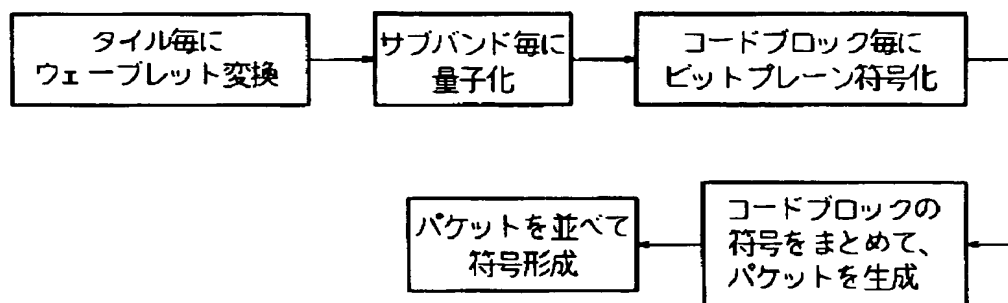 タイル毎に
ウェーブレット変換
サブバンド毎に
量子化
コードブロック毎に
ビットプレーン符号化
コードブロックの
符号をまとめて、
パケットを生成
パケットを並べて
符号形成